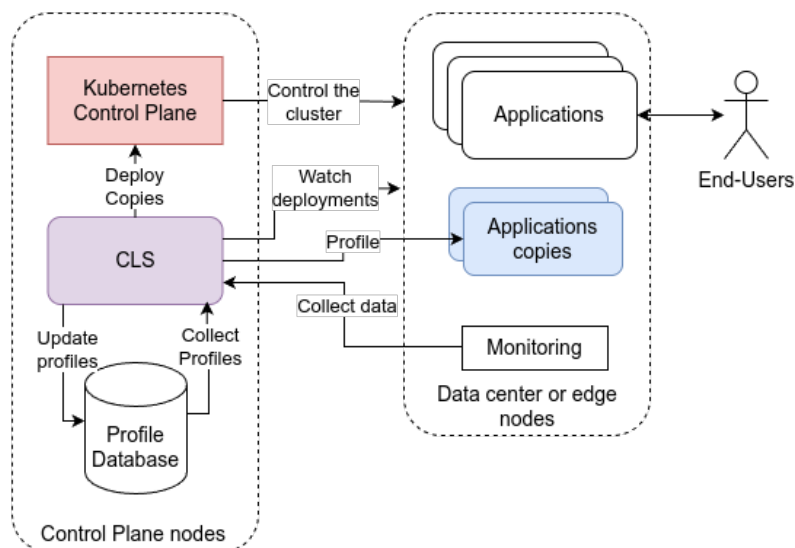 Kubernetes
Control Plane
Control the
cluster
Applications
End-Users
Deploy
Copies
Watch
deployments
Applications
copies
CLS
Profile
Collect data
Update
profiles
Collect
Profiles
Monitoring
Data center or edge
nodes
Profile
Database
Control Plane nodes